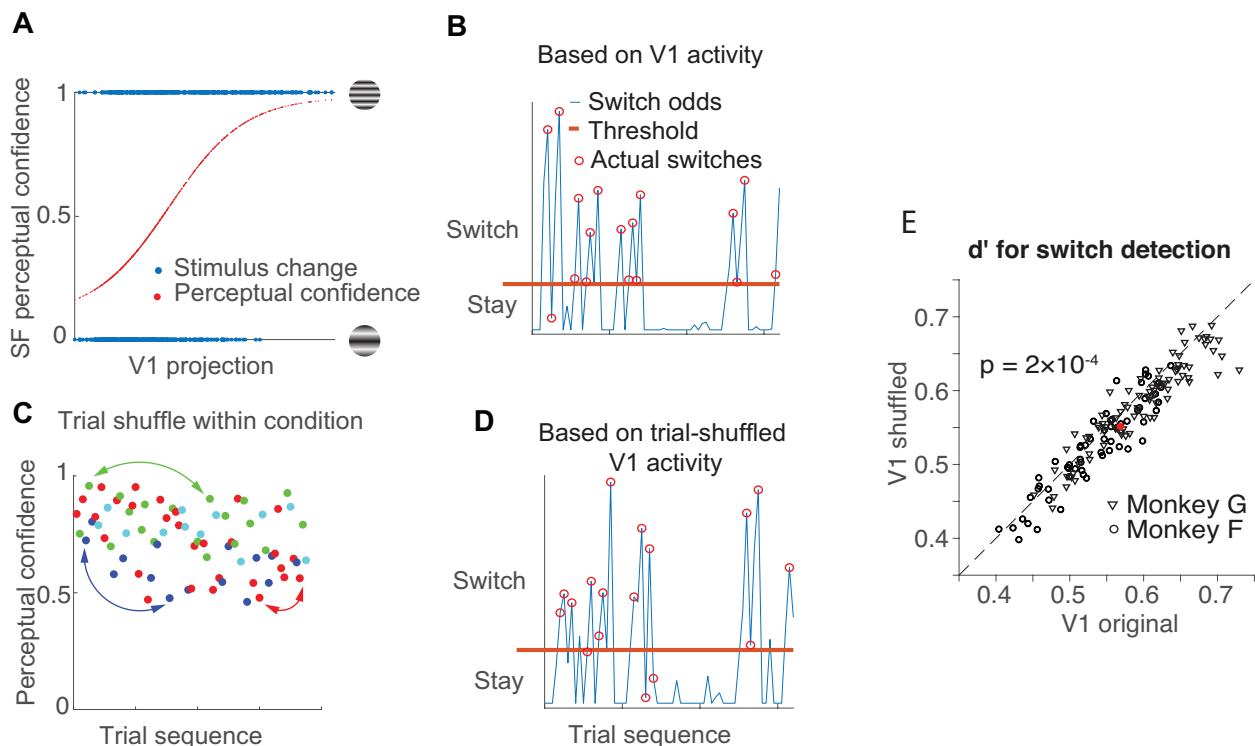 A
SF perceptual confidence
1
0.5
0
Stimulus change
Perceptual confidence
V1 projection
B
Based on V1 activity
Switch odds
Threshold
Actual switches
Switch
Stay
C
Trial shuffle within condition
Perceptual confidence
1
0.5
0
Trial sequence
D
Based on trial-shuffled
V1 activity
Switch
Stay
Trial sequence
E
d' for switch detection
V1 shuffled
0.7
0.6
0.5
0.4
p = 2×10⁻⁴
Monkey G
Monkey F
0.4 0.5 0.6 0.7
V1 original